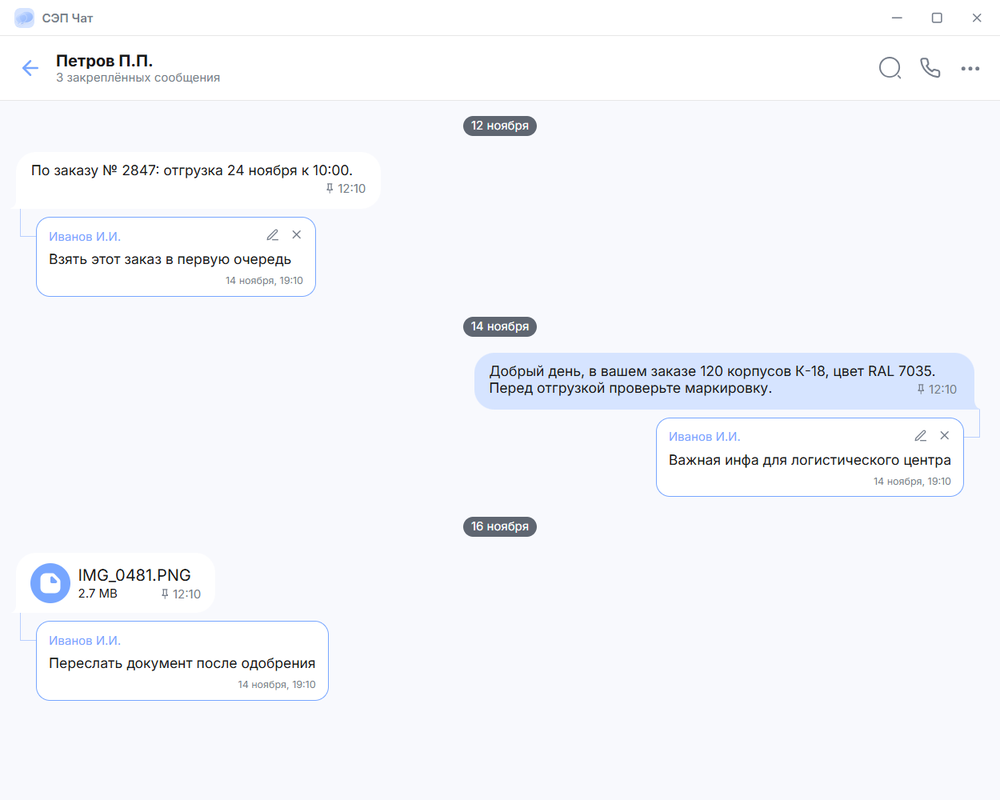 СЭП Чат
Петров П.П.
3 закреплённых сообщения
12 ноября
По заказу № 2847: отгрузка 24 ноября к 10:00.
12:10
Иванов И.И.
Взять этот заказ в первую очередь
14 ноября, 19:10
14 ноября
Добрый день, в вашем заказе 120 корпусов К-18, цвет RAL 7035.
Перед отгрузкой проверьте маркировку. 12:10
Иванов И.И.
Важная инфа для логистического центра
14 ноября, 19:10
16 ноября
IMG_0481.PNG
2.7 MB 12:10
Иванов И.И.
Переслать документ после одобрения
14 ноября, 19:10